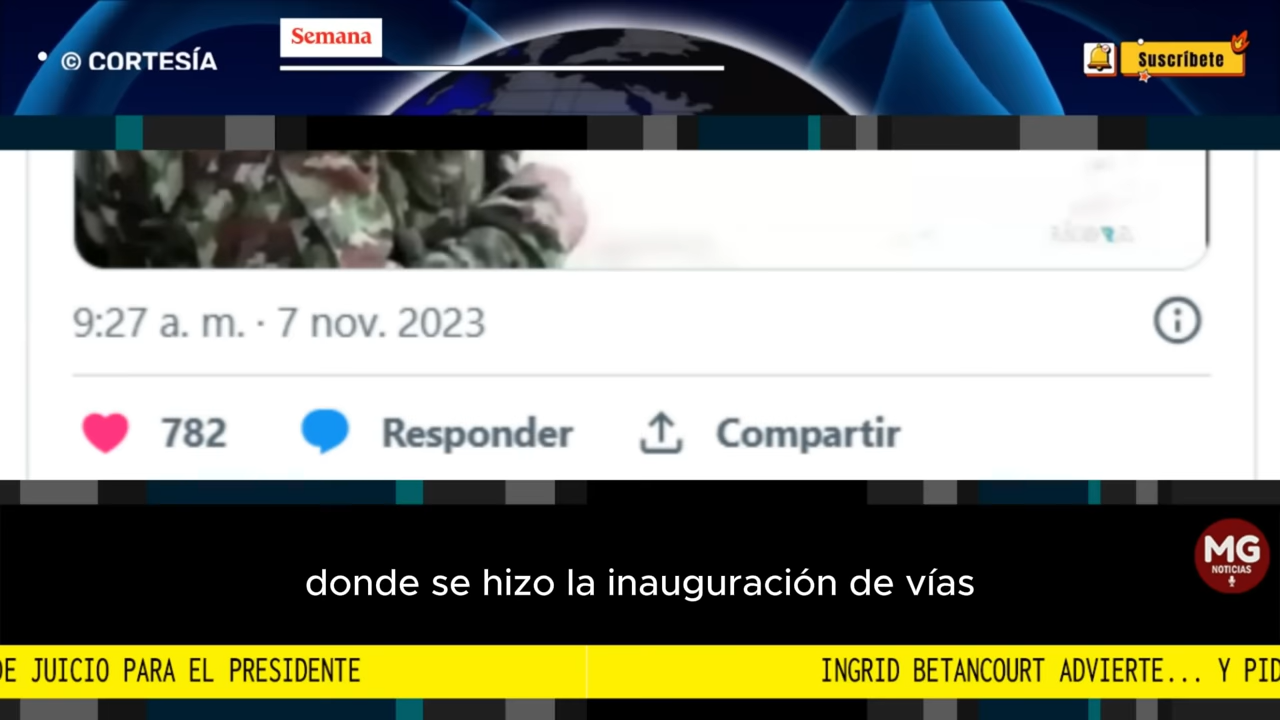 © CORTESÍA
Semana
Suscríbete
9:27 a. m. · 7 nov. 2023
782 Responder Compartir
donde se hizo la inauguración de vías
MG
NOTICIAS
DE JUICIO PARA EL PRESIDENTE
INGRID BETANCOURT ADVIERTE... Y PID